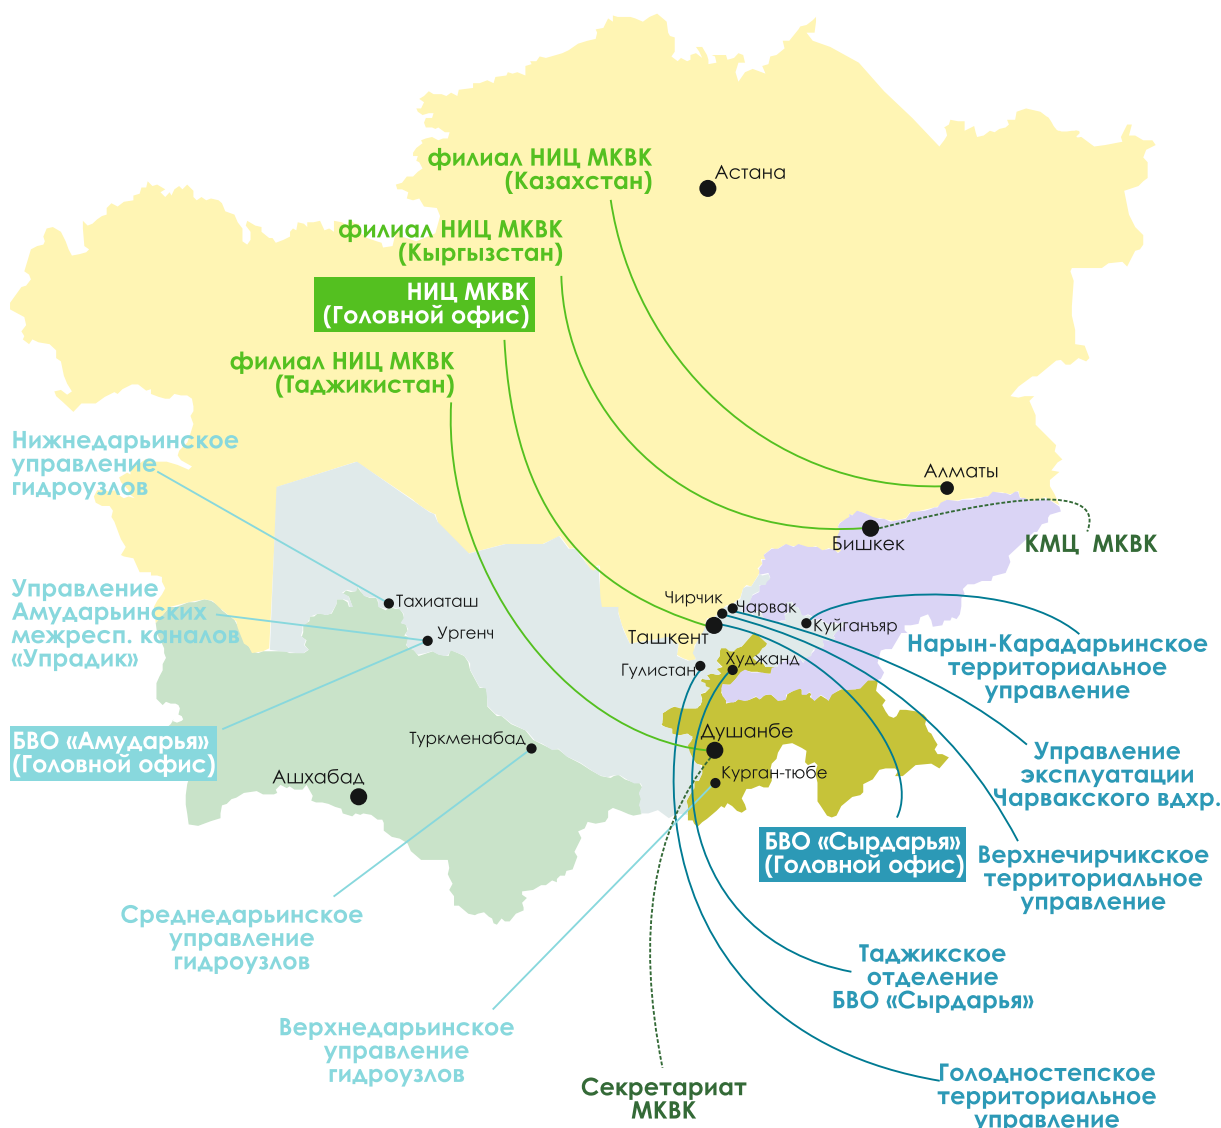 филиал НИЦ МКВК
(Казахстан)
Астана
филиал НИЦ МКВК
(Кыргызстан)
НИЦ МКВК
(Головной офис)
филиал НИЦ МКВК
(Таджикистан)
Нижнедарьинское
управление
гидроузлов
Алматы
Бишкек
КМЦ МКВК
Управление
Амударьинских
межресп. каналов
«Упрадик»
Тахиаташ
Ургенч
Чирчик
Чарвак
Ташкент
Куйганъяр
Гулистан
Худжанд
Нарын-Карадарьинское
территориальное
управление
БВО «Амударья»
(Головной офис)
Туркменабад
Ашхабад
Душанбе
Курган-тюбе
Управление
эксплуатации
Чарвакского вдхр.
БВО «Сырдарья»
(Головной офис)
Верхнечирчикское
территориальное
управление
Среднедарьинское
управление
гидроузлов
Таджикское
отделение
БВО «Сырдарья»
Верхнедарьинское
управление
гидроузлов
Секретариат
МКВК
Голодностепское
территориальное
управление